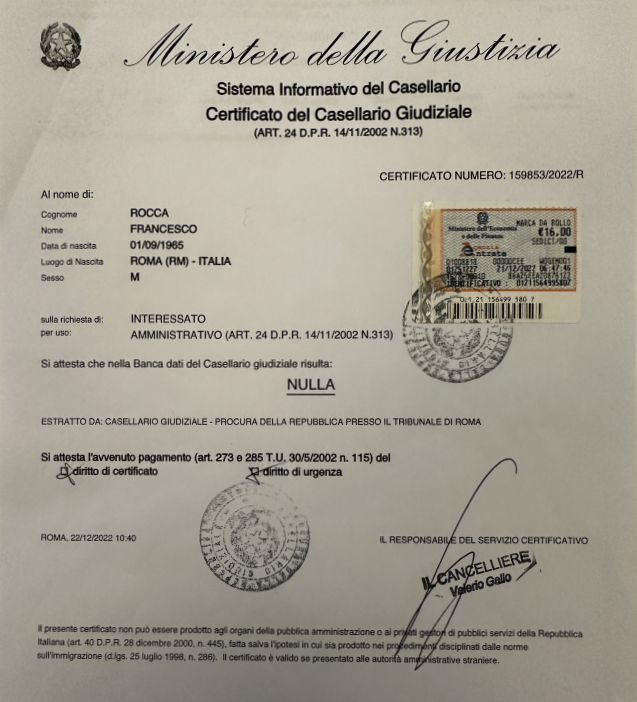 Ministero della Giustizia
Sistema Informativo del Casellario
Certificato del Casellario Giudiziale
(ART. 24 D.P.R. 14/11/2002 N.313)
CERTIFICATO NUMERO: 159853/2022/R
Al nome di:
Cognome ROCCA
Nome FRANCESCO
Data di nascita 01/09/1965
Luogo di Nascita ROMA (RM) - ITALIA
Sesso M
Ministero dell'Economia
e delle Finanze
MARCA DA BOLLO
€16,00
SEDICI/00
agenzia
entrate
21/12/2022 06:47:46
IDENTIFICATIVO : 01211564995807
01 21 156499 580 7
sulla richiesta di: INTERESSATO
per uso: AMMINISTRATIVO (ART. 24 D.P.R. 14/11/2002 N.313)
Si attesta che nella Banca dati del Casellario giudiziale risulta:
NULLA
ESTRATTO DA: CASELLARIO GIUDIZIALE - PROCURA DELLA REPUBBLICA PRESSO IL TRIBUNALE DI ROMA
Si attesta l'avvenuto pagamento (art. 273 e 285 T.U. 30/5/2002 n. 115) del
diritto di certificato diritto di urgenza
ROMA, 22/12/2022 10:40
IL RESPONSABILE DEL SERVIZIO CERTIFICATIVO
IL CANCELLIERE
Valerio Gallo
Il presente certificato non può essere prodotto agli organi della pubblica amministrazione o ai privati gestori di pubblici servizi della Repubblica
Italiana (art. 40 D.P.R. 28 dicembre 2000, n. 445), fatta salva l'ipotesi in cui sia prodotto nei procedimenti disciplinati dalle norme
sull'immigrazione (d.lgs. 25 luglio 1998, n. 286). Il certificato è valido se presentato alle autorità amministrative straniere.